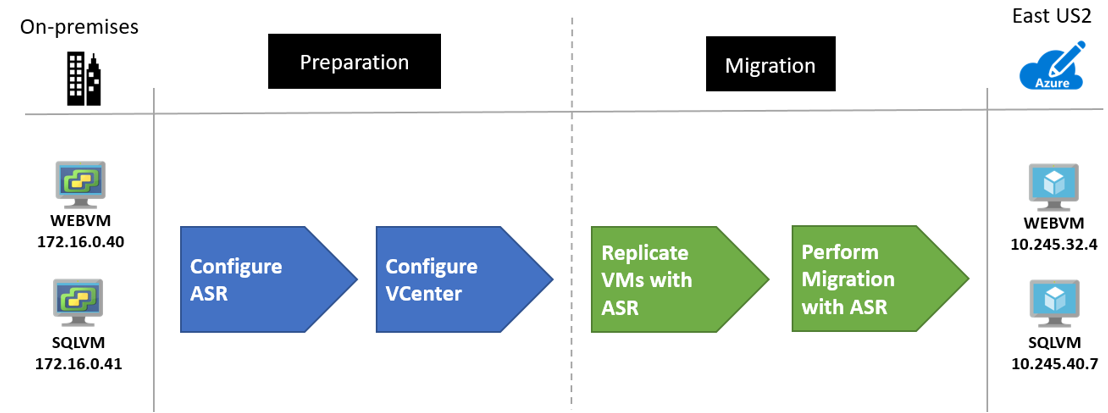 On-premises
Preparation
Migration
East US2
Azure
WEBVM
172.16.0.40
SQLVM
172.16.0.41
Configure
ASR
Configure
VCenter
Replicate
VMs with
ASR
Perform
Migration
with ASR
WEBVM
10.245.32.4
SQLVM
10.245.40.7